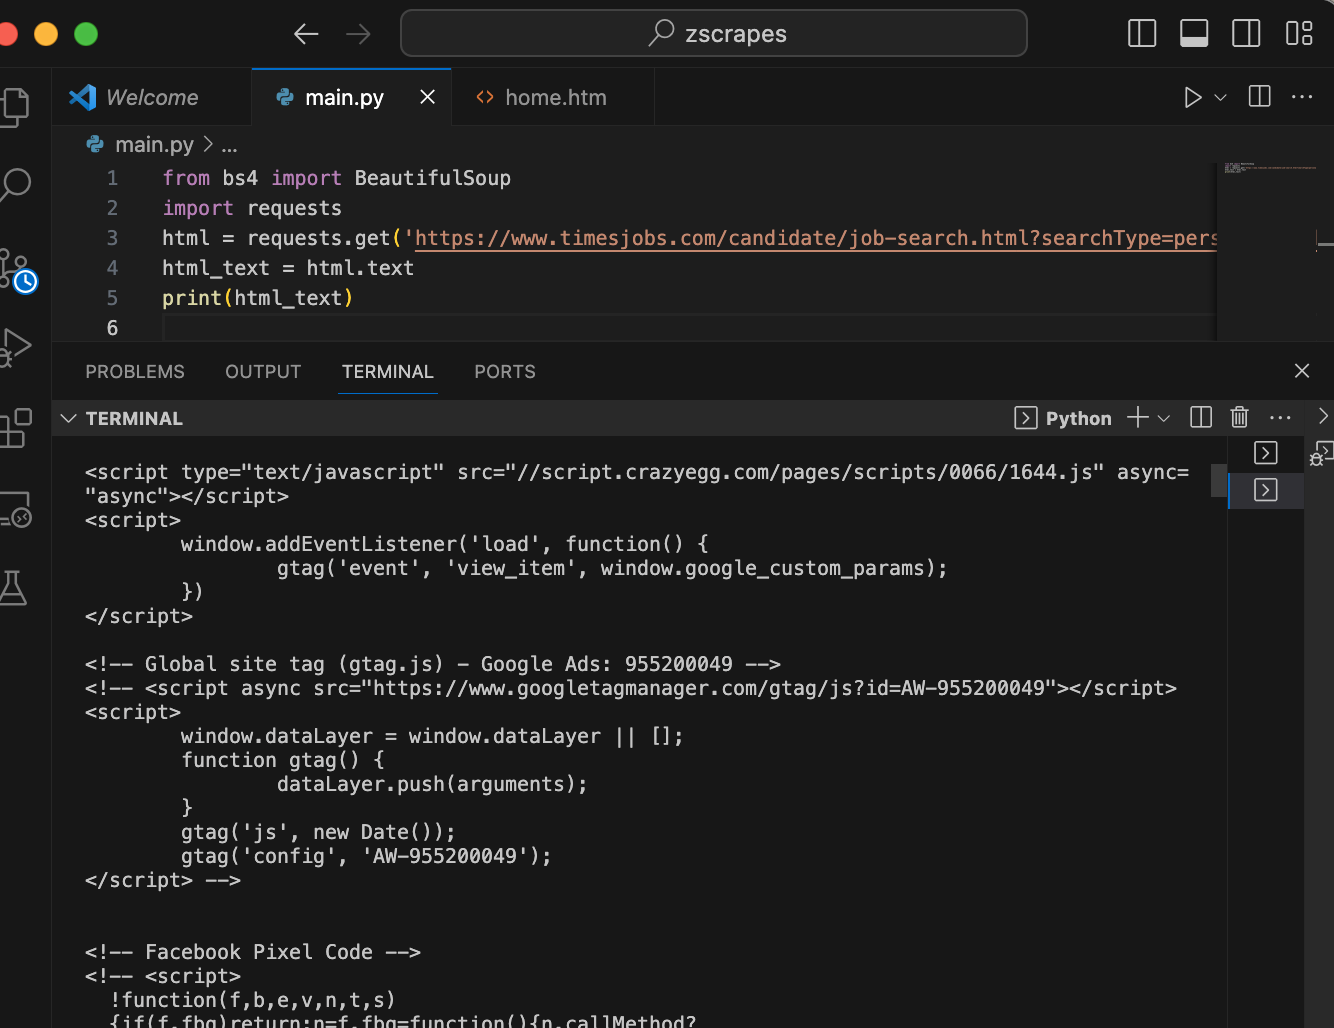 zscrapes
Welcome
main.py
home.htm
main.py > ...
1 from bs4 import BeautifulSoup
2 import requests
3 html = requests.get('https://www.timesjobs.com/candidate/job-search.html?searchType=pers
4 html_text = html.text
5 print(html_text)
6
PROBLEMS OUTPUT TERMINAL PORTS
TERMINAL
Python
<script type="text/javascript" src="//script.crazyegg.com/pages/scripts/0066/1644.js" async=
"async"></script>
<script>
window.addEventListener('load', function() {
gtag('event', 'view_item', window.google_custom_params);
})
</script>
<!-- Global site tag (gtag.js) - Google Ads: 955200049 -->
<!-- <script async src="https://www.googletagmanager.com/gtag/js?id=AW-955200049"></script>
<script>
window.dataLayer = window.dataLayer || [];
function gtag() {
dataLayer.push(arguments);
}
gtag('js', new Date());
gtag('config', 'AW-955200049');
</script> -->
<!-- Facebook Pixel Code -->
<!-- <script>
!function(f,b,e,v,n,t,s)
{if(f.fbq)return;n=f.fbq=function(){n.callMethod?